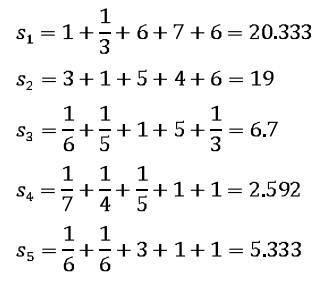 s₁ = 1 + 1/3 + 6 + 7 + 6 = 20.333
s₂ = 3 + 1 + 5 + 4 + 6 = 19
s₃ = 1/6 + 1/5 + 1 + 5 + 1/3 = 6.7
s₄ = 1/7 + 1/4 + 1/5 + 1 + 1 = 2.592
s₅ = 1/6 + 1/6 + 3 + 1 + 1 = 5.333